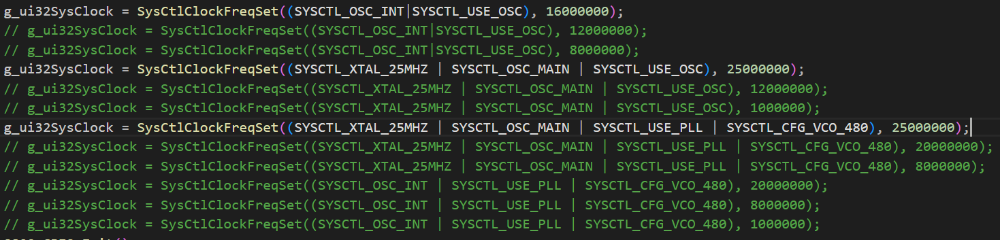 g_ui32SysClock = SysCtlClockFreqSet((SYSCTL_OSC_INT|SYSCTL_USE_OSC), 16000000);
// g_ui32SysClock = SysCtlClockFreqSet((SYSCTL_OSC_INT|SYSCTL_USE_OSC), 12000000);
// g_ui32SysClock = SysCtlClockFreqSet((SYSCTL_OSC_INT|SYSCTL_USE_OSC), 8000000);
g_ui32SysClock = SysCtlClockFreqSet((SYSCTL_XTAL_25MHZ | SYSCTL_OSC_MAIN | SYSCTL_USE_OSC), 25000000);
// g_ui32SysClock = SysCtlClockFreqSet((SYSCTL_XTAL_25MHZ | SYSCTL_OSC_MAIN | SYSCTL_USE_OSC), 12000000);
// g_ui32SysClock = SysCtlClockFreqSet((SYSCTL_XTAL_25MHZ | SYSCTL_OSC_MAIN | SYSCTL_USE_OSC), 1000000);
g_ui32SysClock = SysCtlClockFreqSet((SYSCTL_XTAL_25MHZ | SYSCTL_OSC_MAIN | SYSCTL_USE_PLL | SYSCTL_CFG_VCO_480), 25000000);
// g_ui32SysClock = SysCtlClockFreqSet((SYSCTL_XTAL_25MHZ | SYSCTL_OSC_MAIN | SYSCTL_USE_PLL | SYSCTL_CFG_VCO_480), 20000000);
// g_ui32SysClock = SysCtlClockFreqSet((SYSCTL_XTAL_25MHZ | SYSCTL_OSC_MAIN | SYSCTL_USE_PLL | SYSCTL_CFG_VCO_480), 8000000);
// g_ui32SysClock = SysCtlClockFreqSet((SYSCTL_OSC_INT | SYSCTL_USE_PLL | SYSCTL_CFG_VCO_480), 20000000);
// g_ui32SysClock = SysCtlClockFreqSet((SYSCTL_OSC_INT | SYSCTL_USE_PLL | SYSCTL_CFG_VCO_480), 8000000);
// g_ui32SysClock = SysCtlClockFreqSet((SYSCTL_OSC_INT | SYSCTL_USE_PLL | SYSCTL_CFG_VCO_480), 1000000);